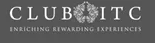 CLUB ITC
ENRICHING REWARDING EXPERIENCES